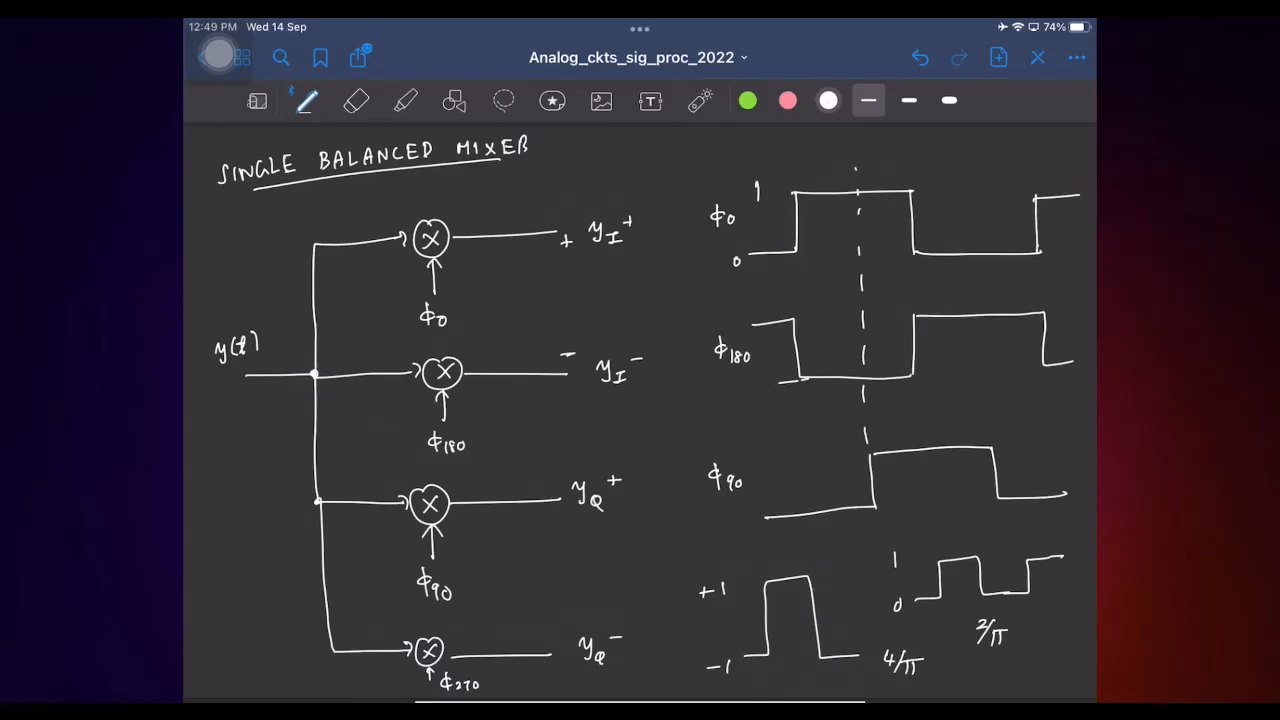 12:49 PM Wed 14 Sep
74%
Analog_ckts_sig_proc_2022
T
SINGLE BALANCED MIXER
y(t)
×
ϕ0
+ yI+
×
ϕ180
− yI−
×
ϕ90
yQ+
×
ϕ270
yQ−
ϕ0
1
0
ϕ180
ϕ90
+1
−1
4/π
1
0
2/π